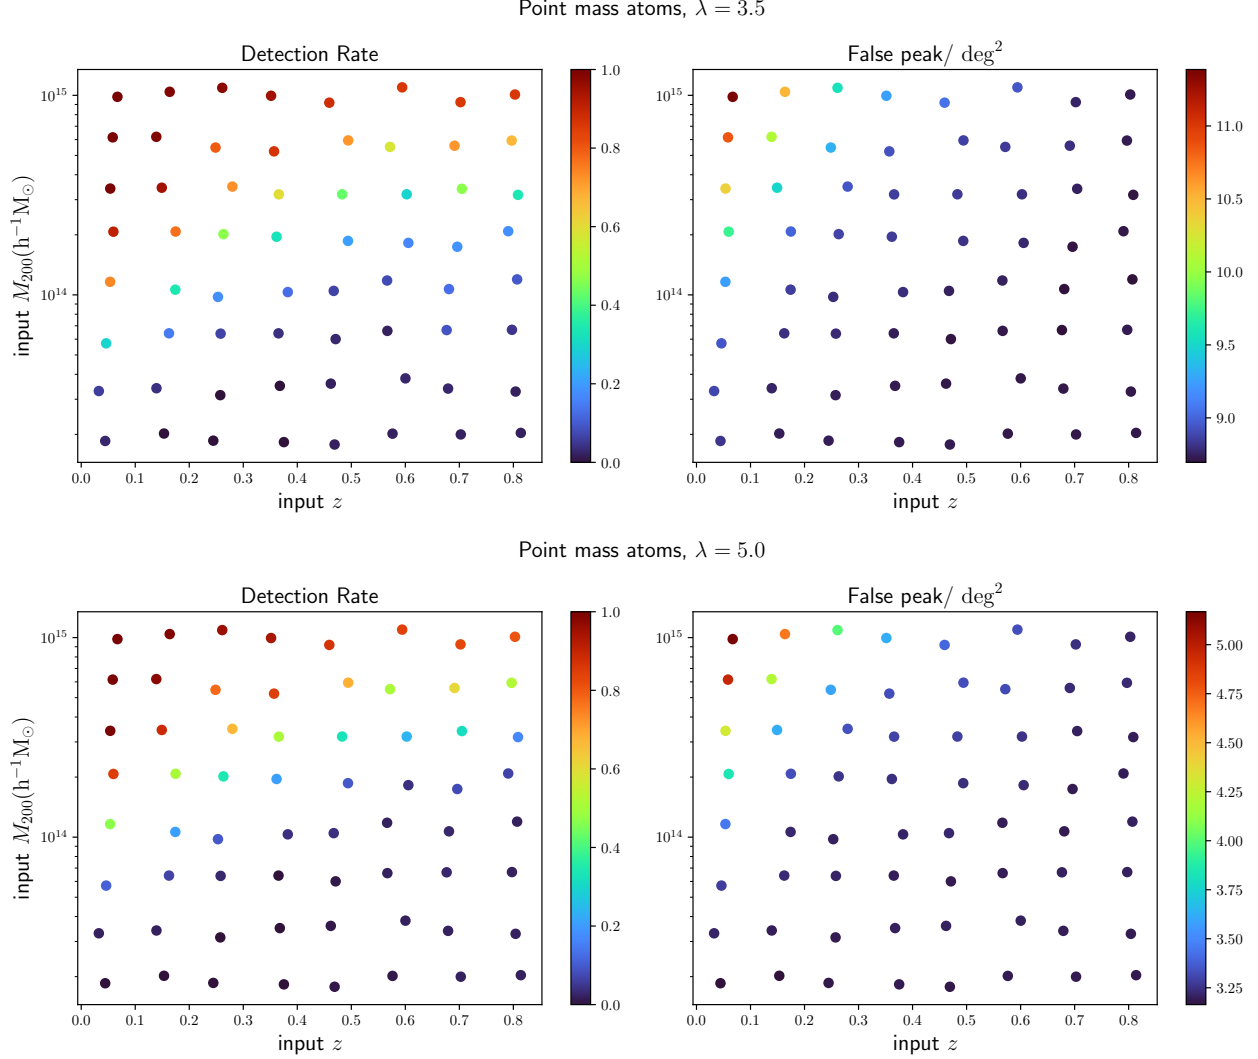 Point mass atoms, λ = 3.5
Detection Rate
False peak/ deg²
input M₂₀₀(h⁻¹M⊙)
10¹⁵
10¹⁴
0.0 0.1 0.2 0.3 0.4 0.5 0.6 0.7 0.8
input z
1.0
0.8
0.6
0.4
0.2
0.0
10¹⁵
10¹⁴
0.0 0.1 0.2 0.3 0.4 0.5 0.6 0.7 0.8
input z
11.0
10.5
10.0
9.5
9.0
Point mass atoms, λ = 5.0
Detection Rate
False peak/ deg²
input M₂₀₀(h⁻¹M⊙)
10¹⁵
10¹⁴
0.0 0.1 0.2 0.3 0.4 0.5 0.6 0.7 0.8
input z
1.0
0.8
0.6
0.4
0.2
0.0
10¹⁵
10¹⁴
0.0 0.1 0.2 0.3 0.4 0.5 0.6 0.7 0.8
input z
5.00
4.75
4.50
4.25
4.00
3.75
3.50
3.25